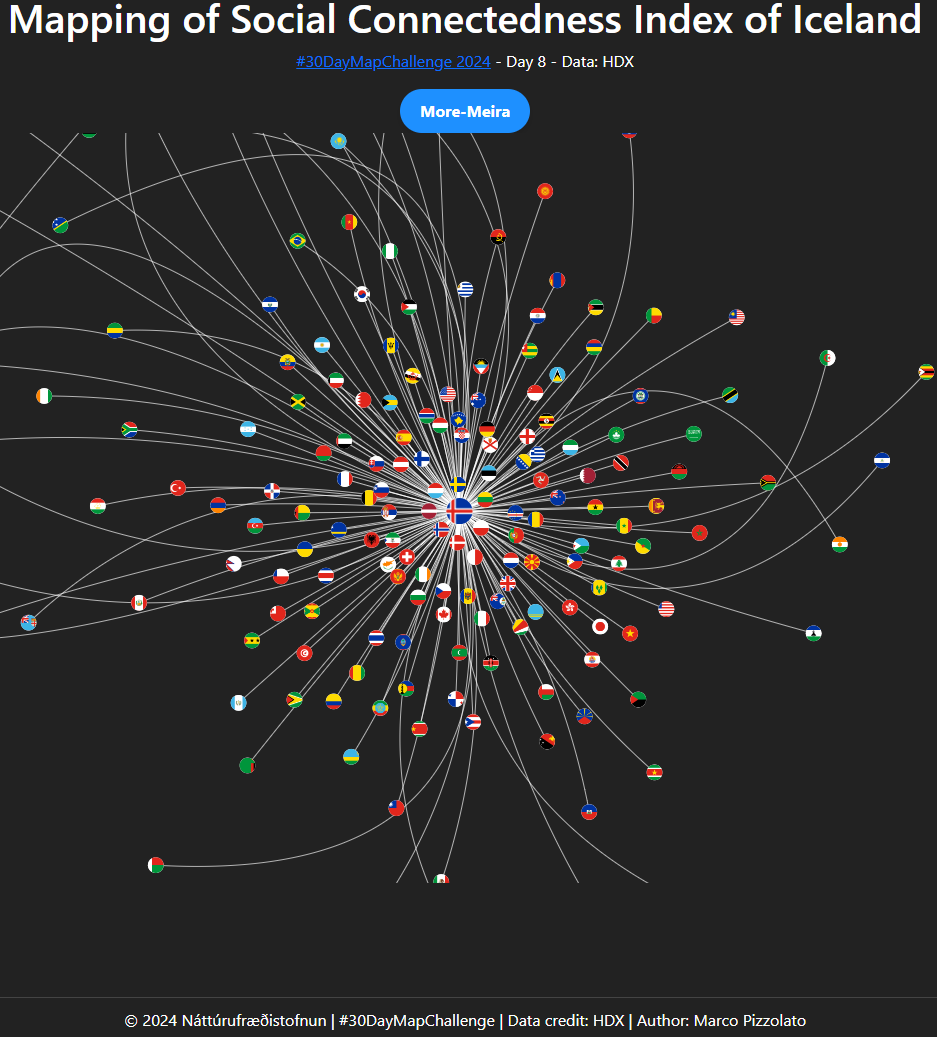 Mapping of Social Connectedness Index of Iceland
#30DayMapChallenge 2024 - Day 8 - Data: HDX
More-Meira
© 2024 Náttúrufræðistofnun | #30DayMapChallenge | Data credit: HDX | Author: Marco Pizzolato